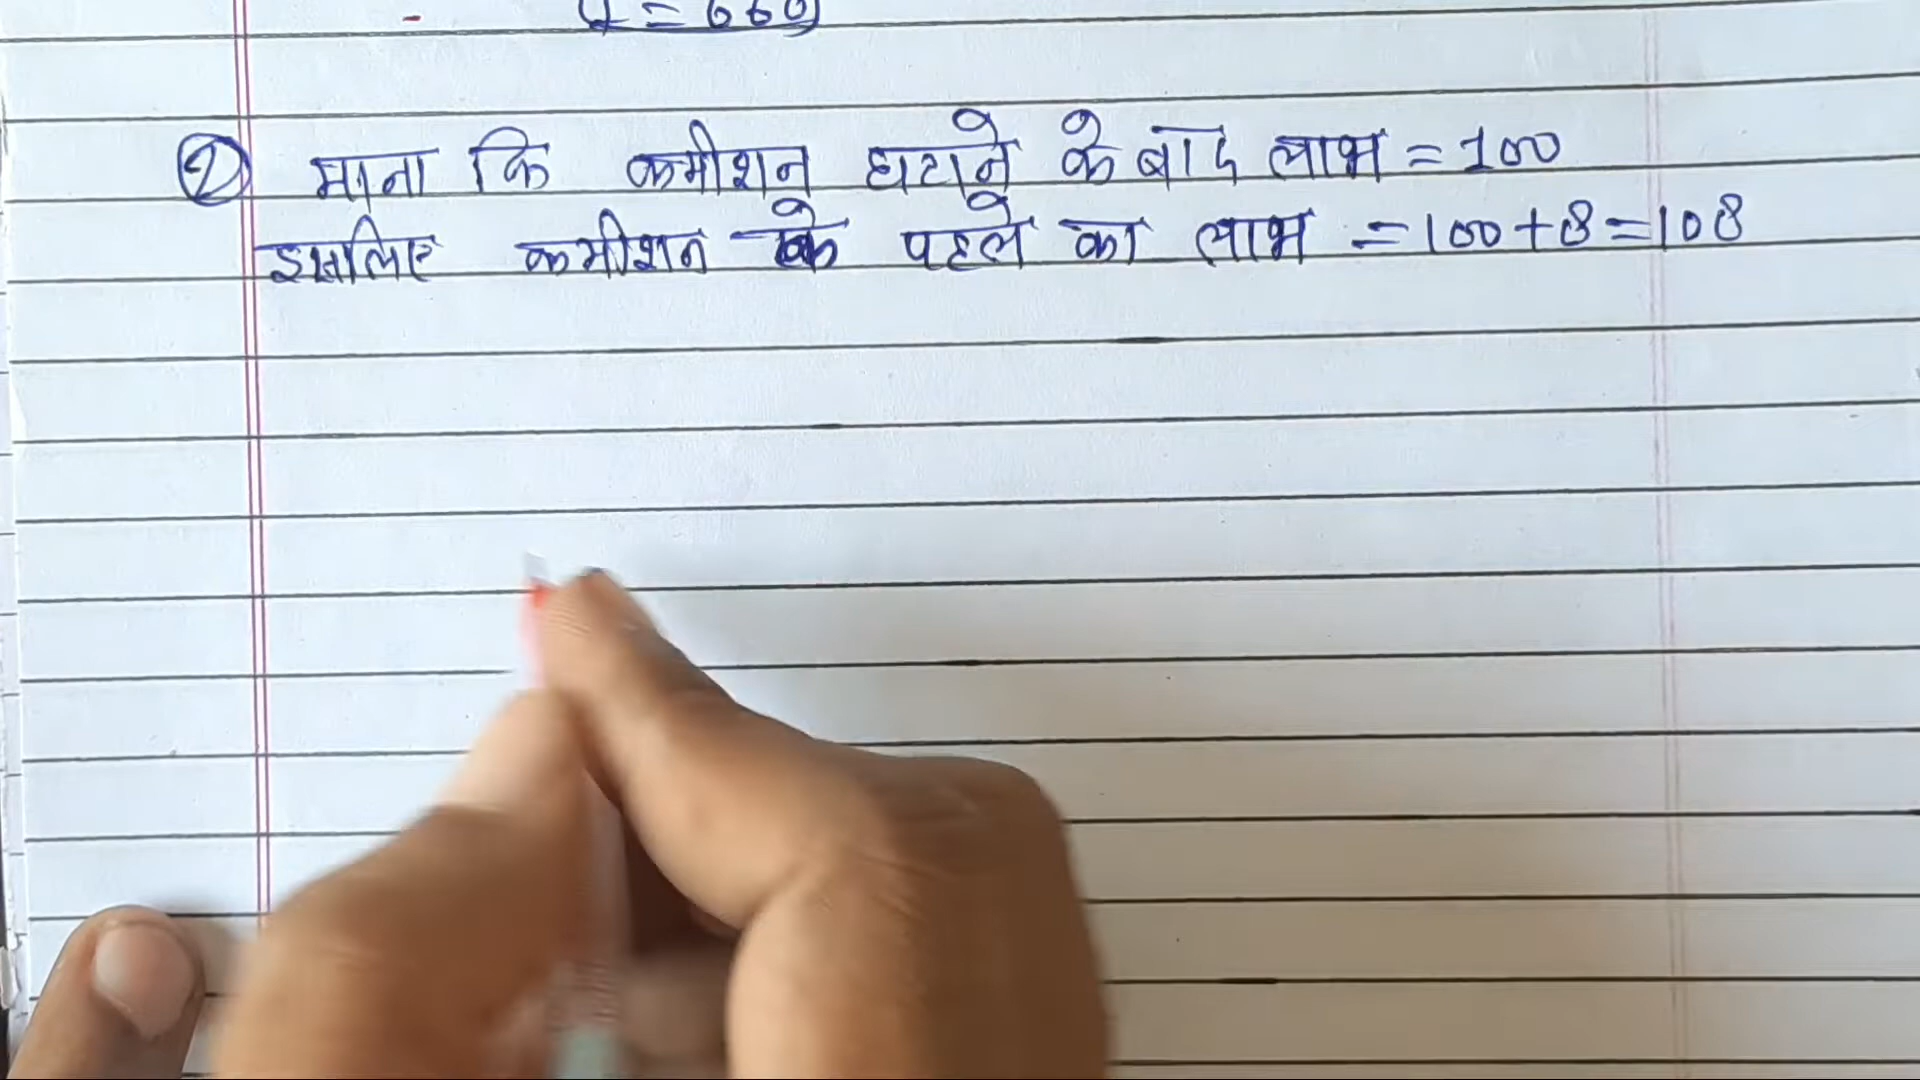 ② माना कि कमीशन घटाने के बाद लाभ = 100
इसलिए कमीशन के पहले का लाभ = 100+8=108